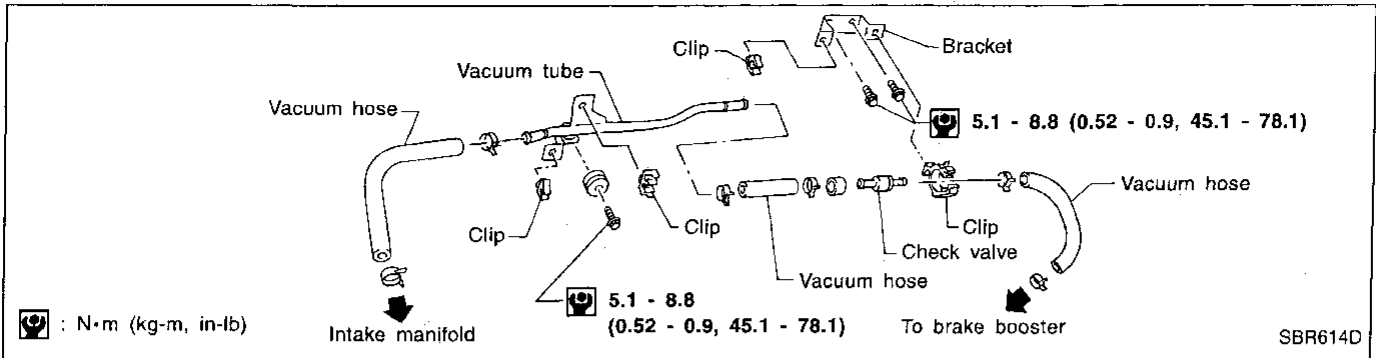 Clip
Bracket
Vacuum tube
Vacuum hose
5.1 - 8.8 (0.52 - 0.9, 45.1 - 78.1)
Vacuum hose
Clip
Clip
Clip
Check valve
Vacuum hose
5.1 - 8.8
(0.52 - 0.9, 45.1 - 78.1)
: N•m (kg-m, in-lb)
Intake manifold
To brake booster
SBR614D